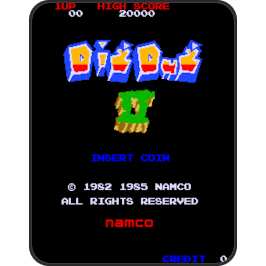 1UP HIGH SCORE
00 20000
DiG DuG
II
INSERT COIN
© 1982 1985 NAMCO
ALL RIGHTS RESERVED
namco
CREDIT 0